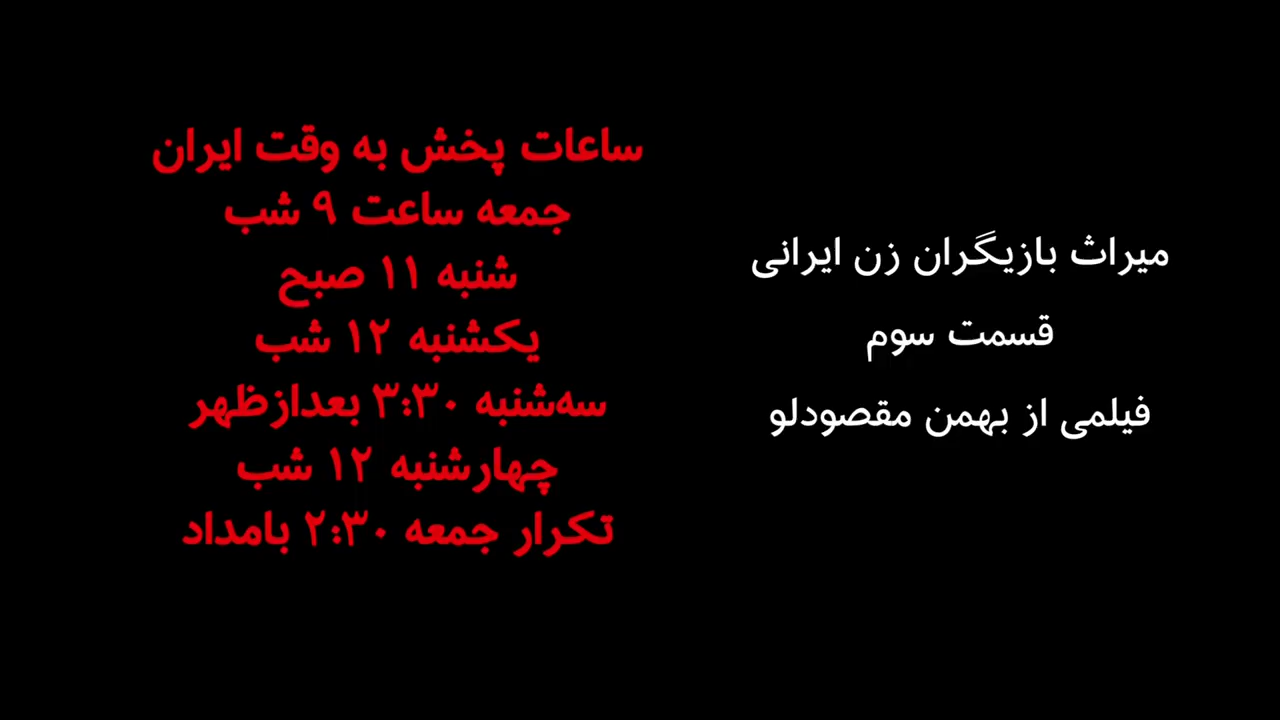 میراث بازیگران زن ایرانی
قسمت سوم
فیلمی از بهمن مقصودلو
ساعات پخش به وقت ایران
جمعه ساعت ۹ شب
شنبه ۱۱ صبح
یکشنبه ۱۲ شب
سه‌شنبه ۳:۳۰ بعدازظهر
چهارشنبه ۱۲ شب
تکرار جمعه ۲:۳۰ بامداد